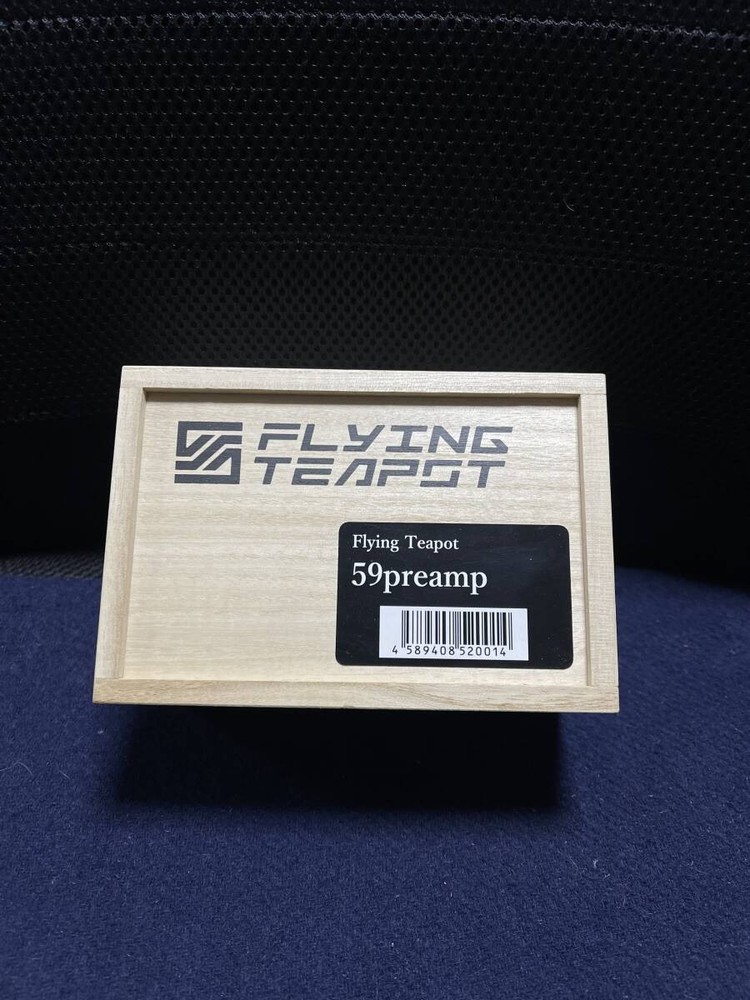 FLYING
TEAPOT
Flying Teapot
59preamp
4 589408 520014